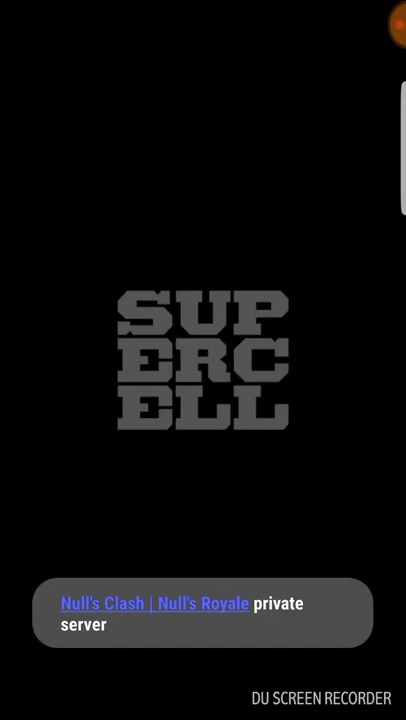 SUP
ERC
ELL
Null's Clash | Null's Royale private
server
DU SCREEN RECORDER